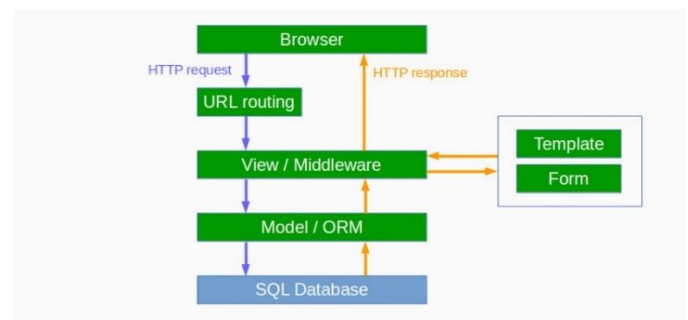 Browser
HTTP request
HTTP response
URL routing
View / Middleware
Template
Form
Model / ORM
SQL Database